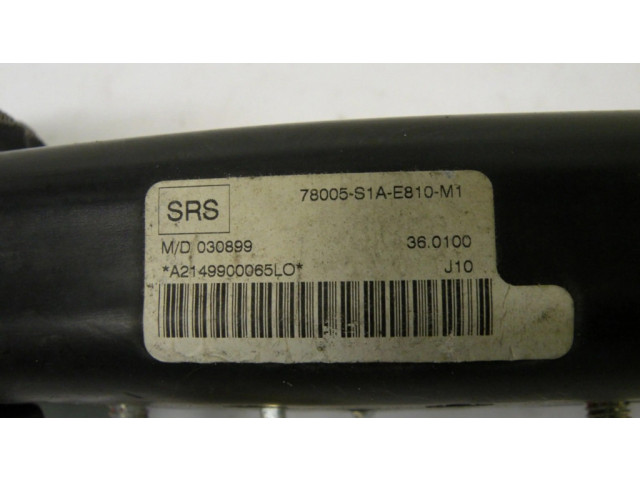 SRS 78005-S1A-E810-M1
M/D 030899 36.0100
*A2149900065LO* J10